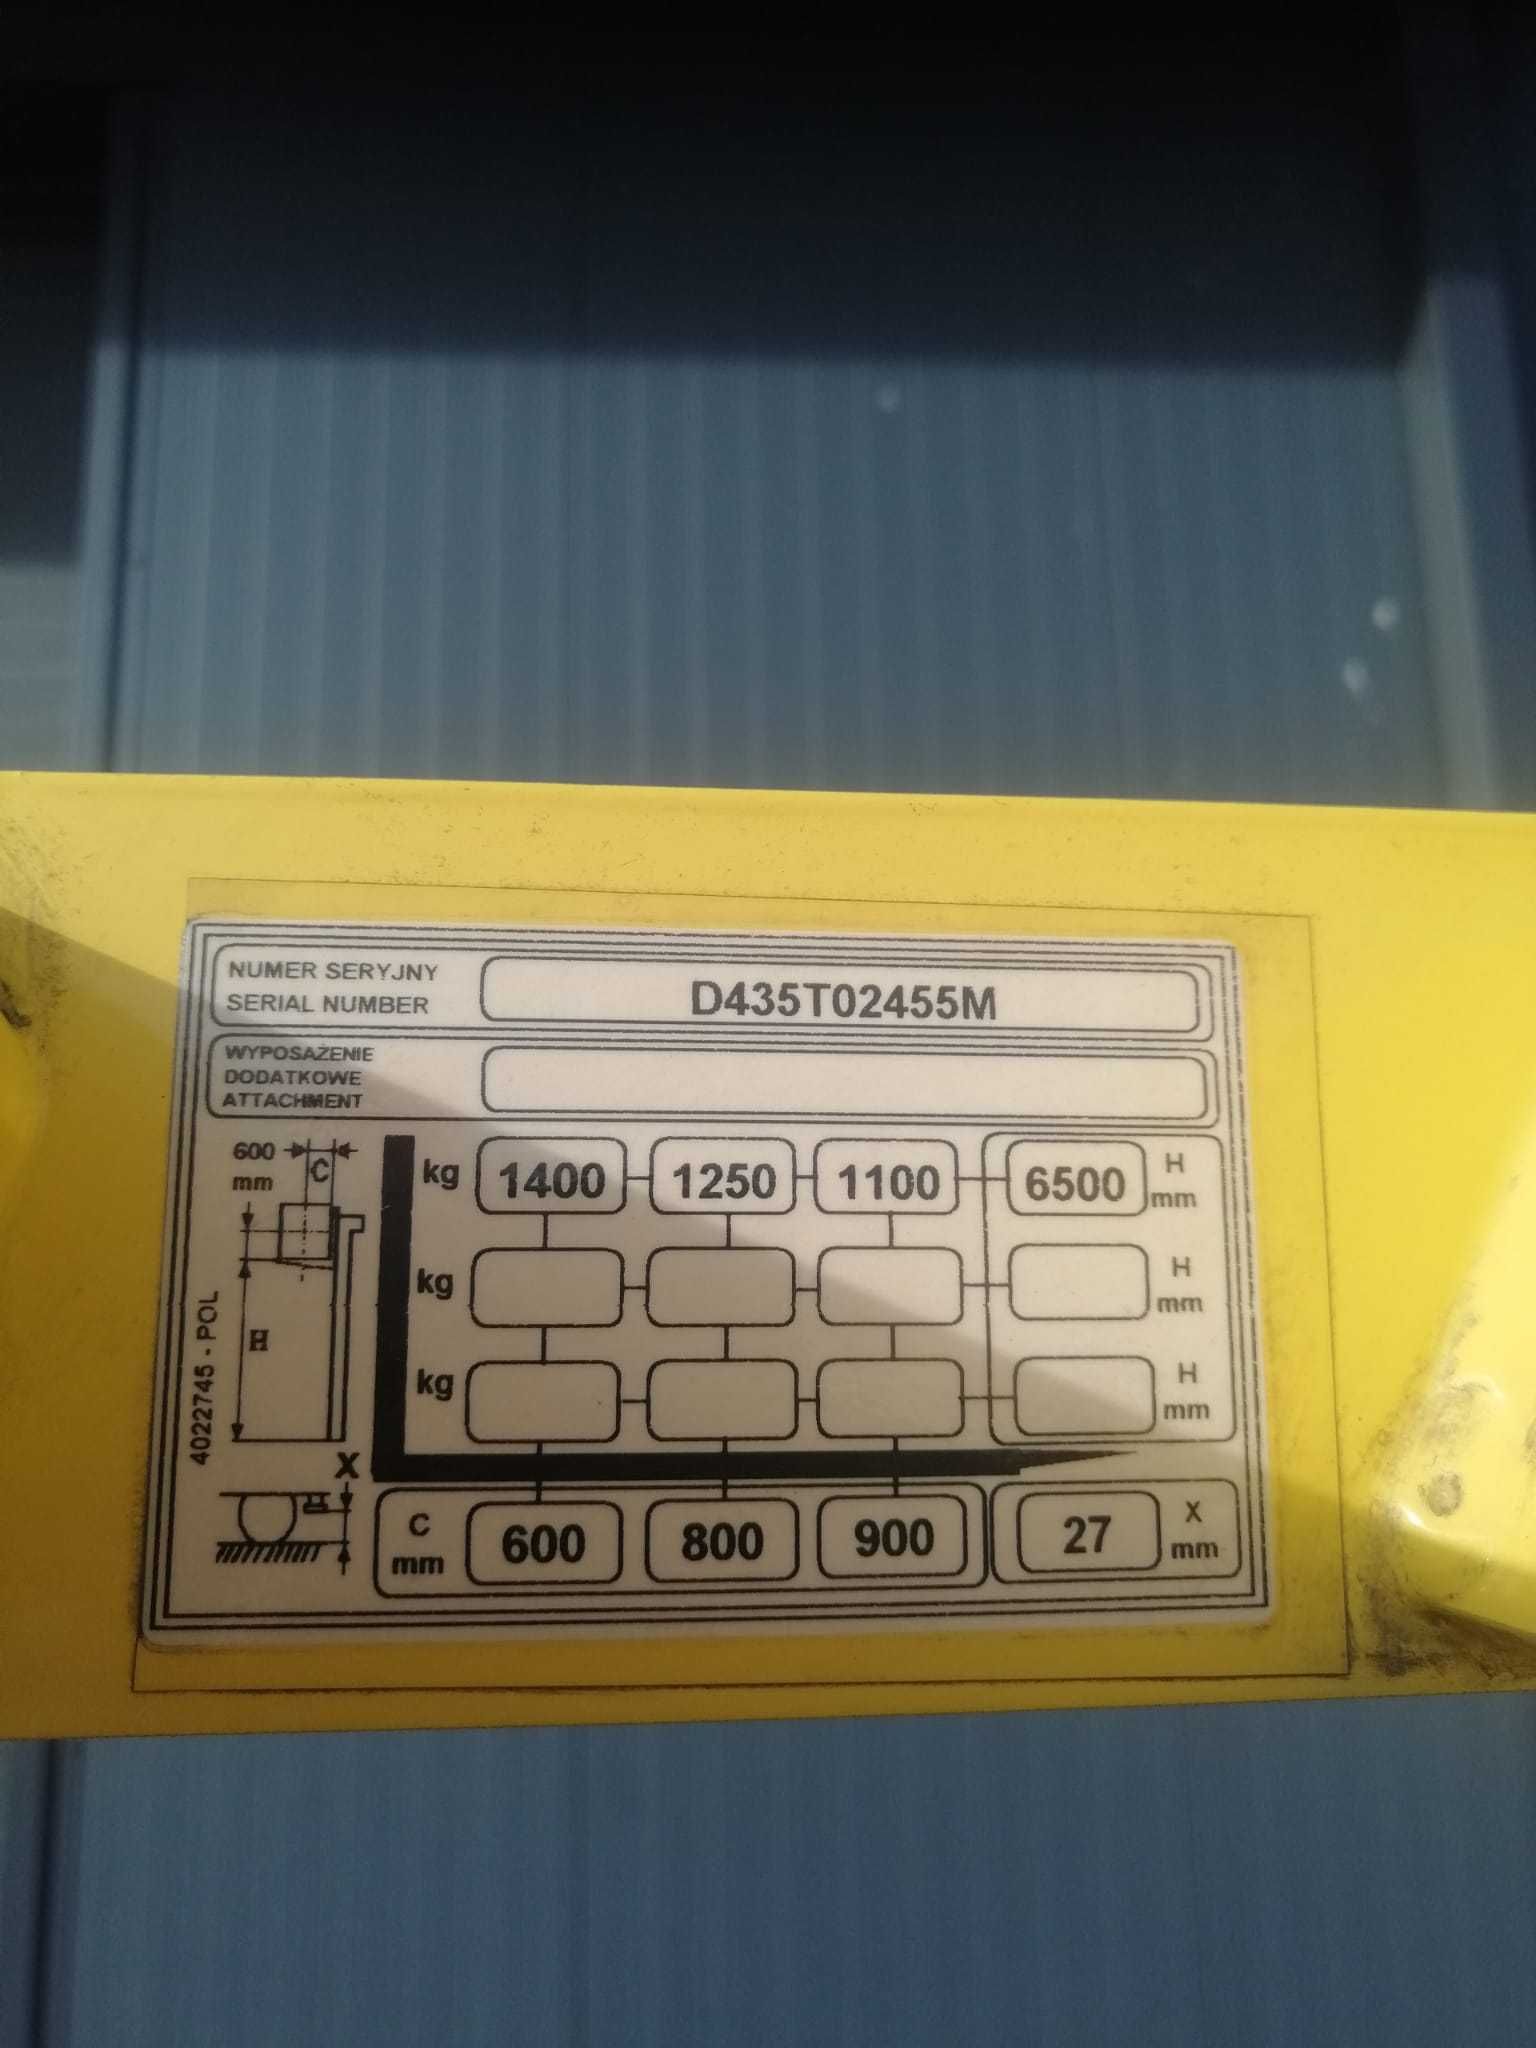 NUMER SERYJNY
SERIAL NUMBER
D435T02455M
WYPOSAŻENIE
DODATKOWE
ATTACHMENT
600
mm
C
H
X
4022745 - POL
kg 1400 1250 1100 6500 H
mm
kg H
mm
kg H
mm
C
mm
600 800 900 27 X
mm